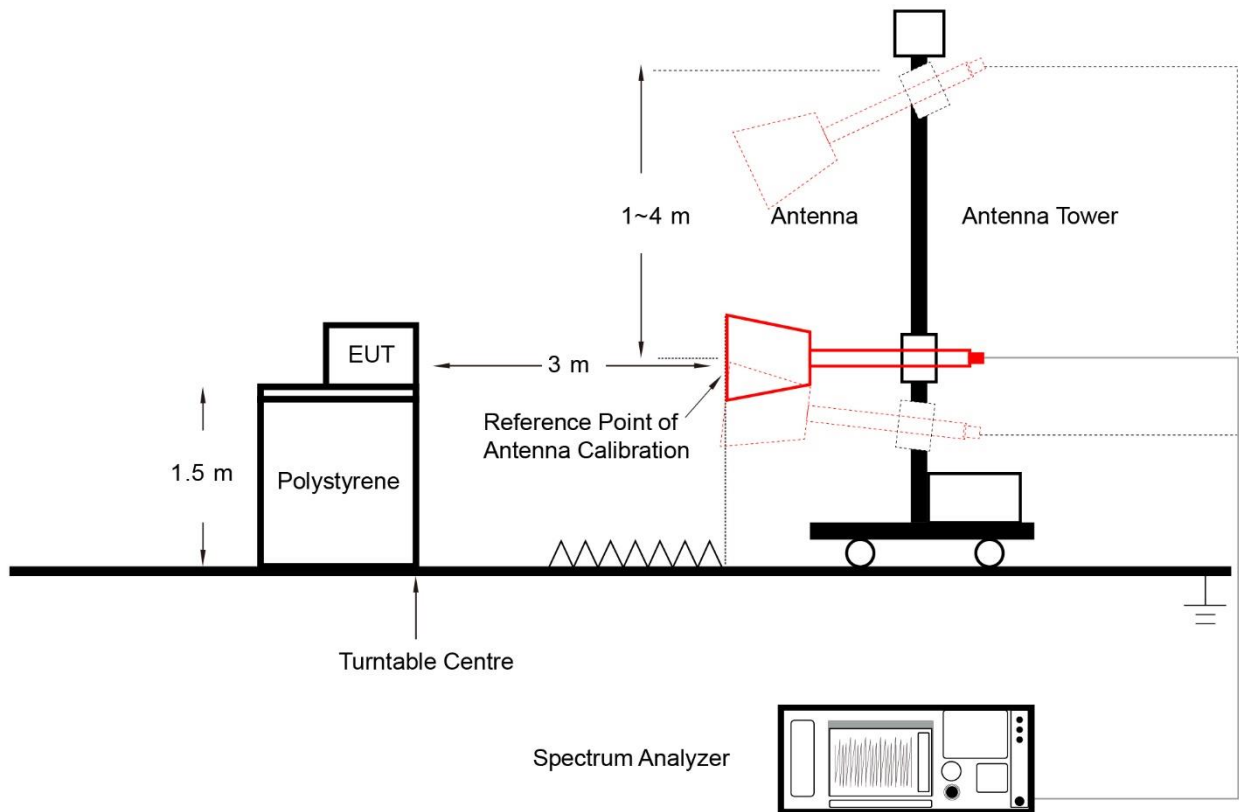 1~4 m
Antenna
Antenna Tower
EUT
3 m
Reference Point of
Antenna Calibration
1.5 m
Polystyrene
Turntable Centre
Spectrum Analyzer